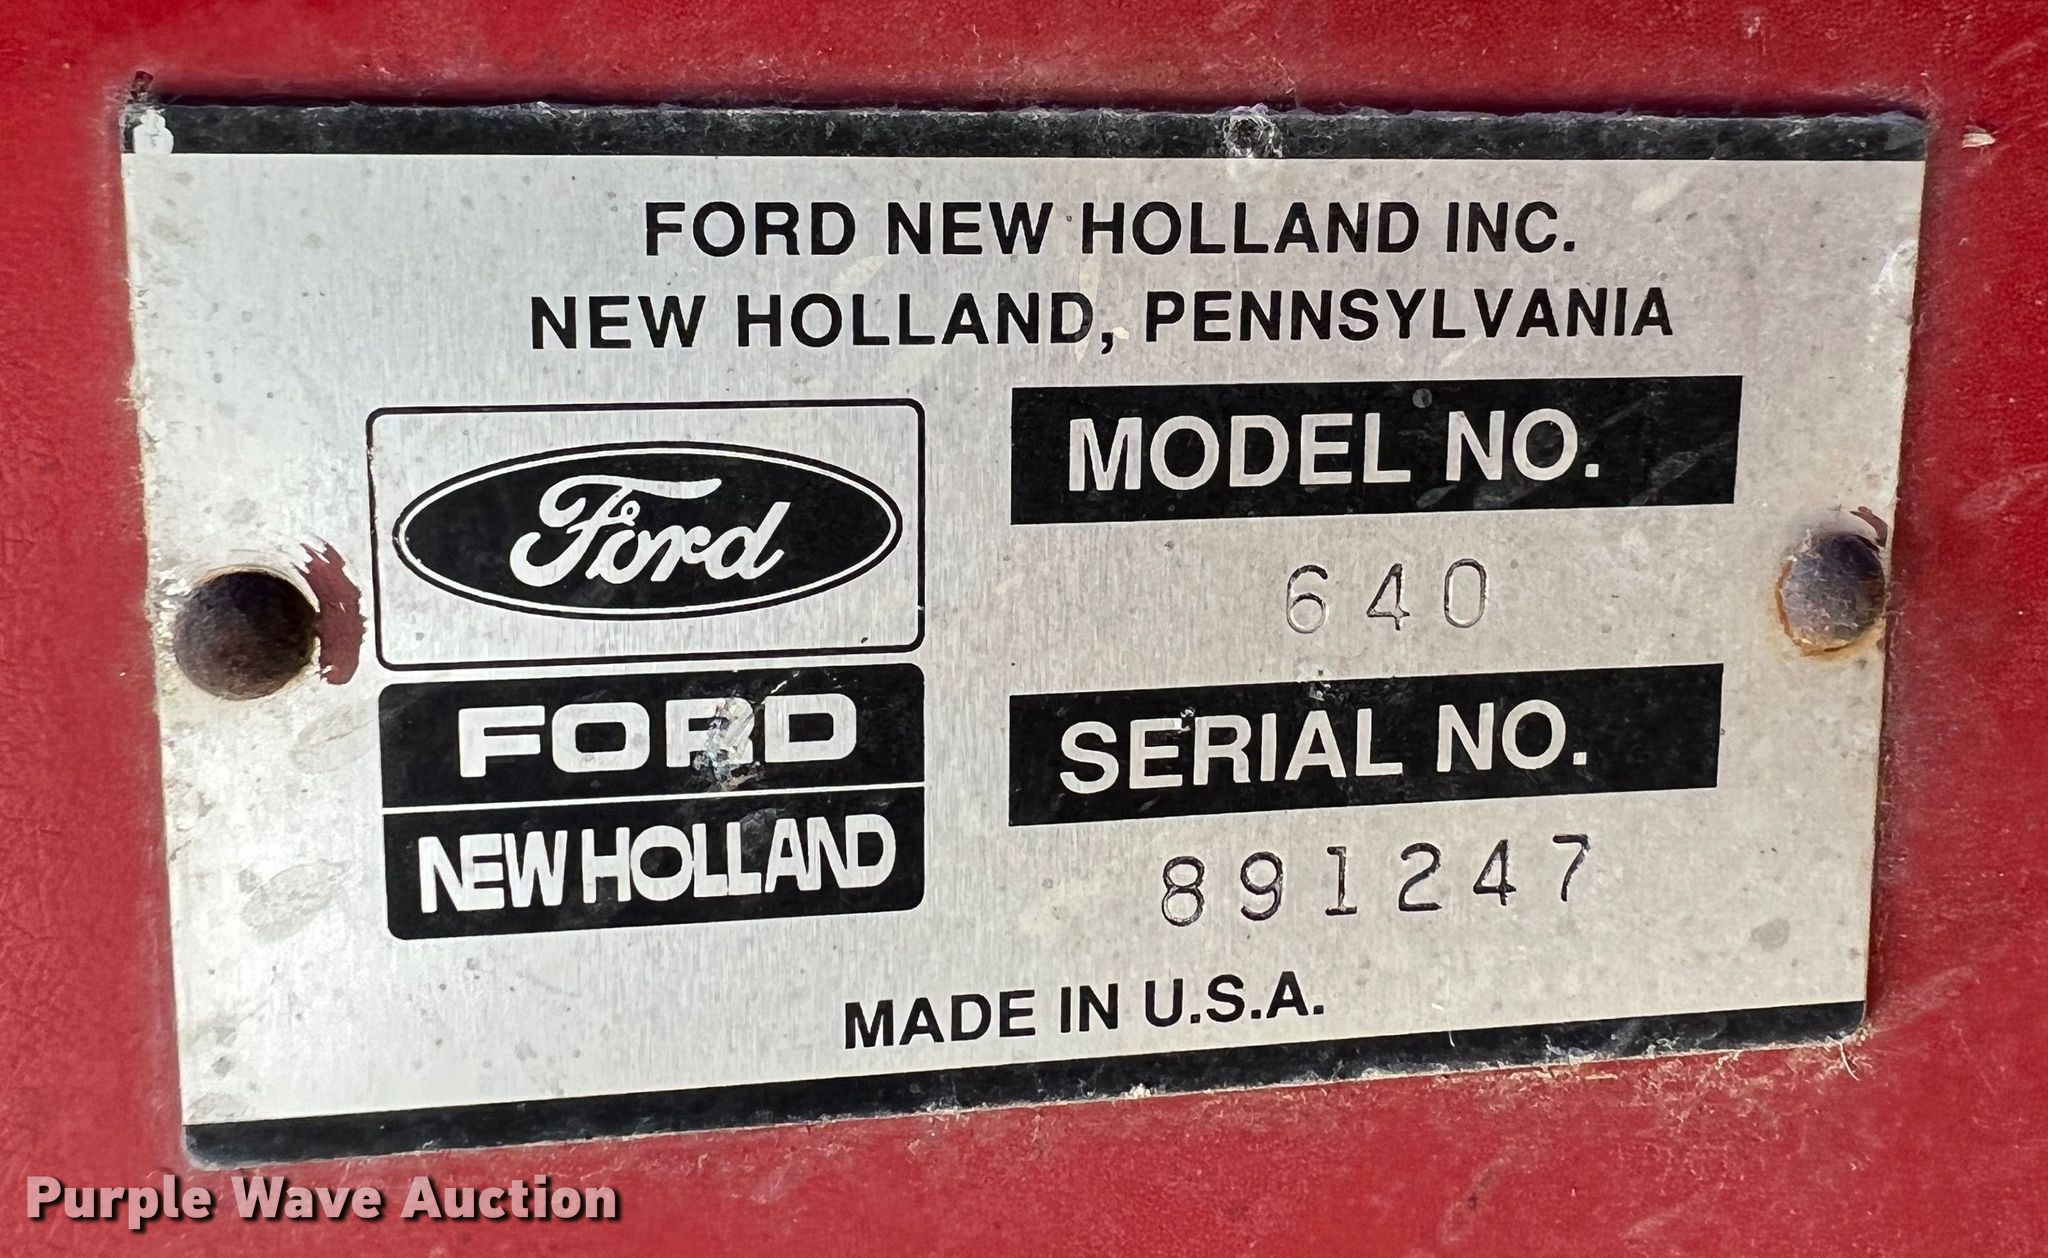 FORD NEW HOLLAND INC.
NEW HOLLAND, PENNSYLVANIA
Ford
FORD
NEW HOLLAND
MODEL NO.
640
SERIAL NO.
891247
MADE IN U.S.A.
Purple Wave Auction